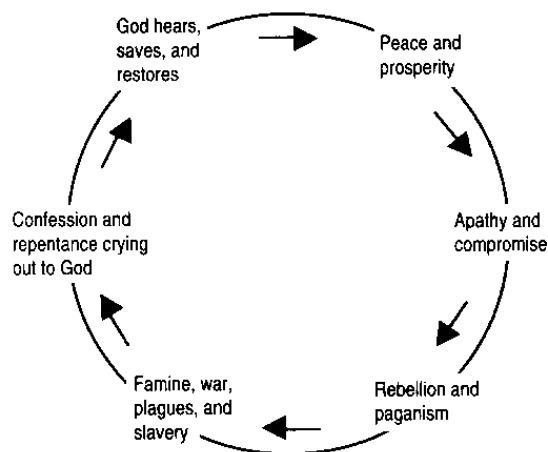 God hears,
saves, and
restores
Peace and
prosperity
Apathy and
compromise
Rebellion and
paganism
Famine, war,
plagues, and
slavery
Confession and
repentance crying
out to God